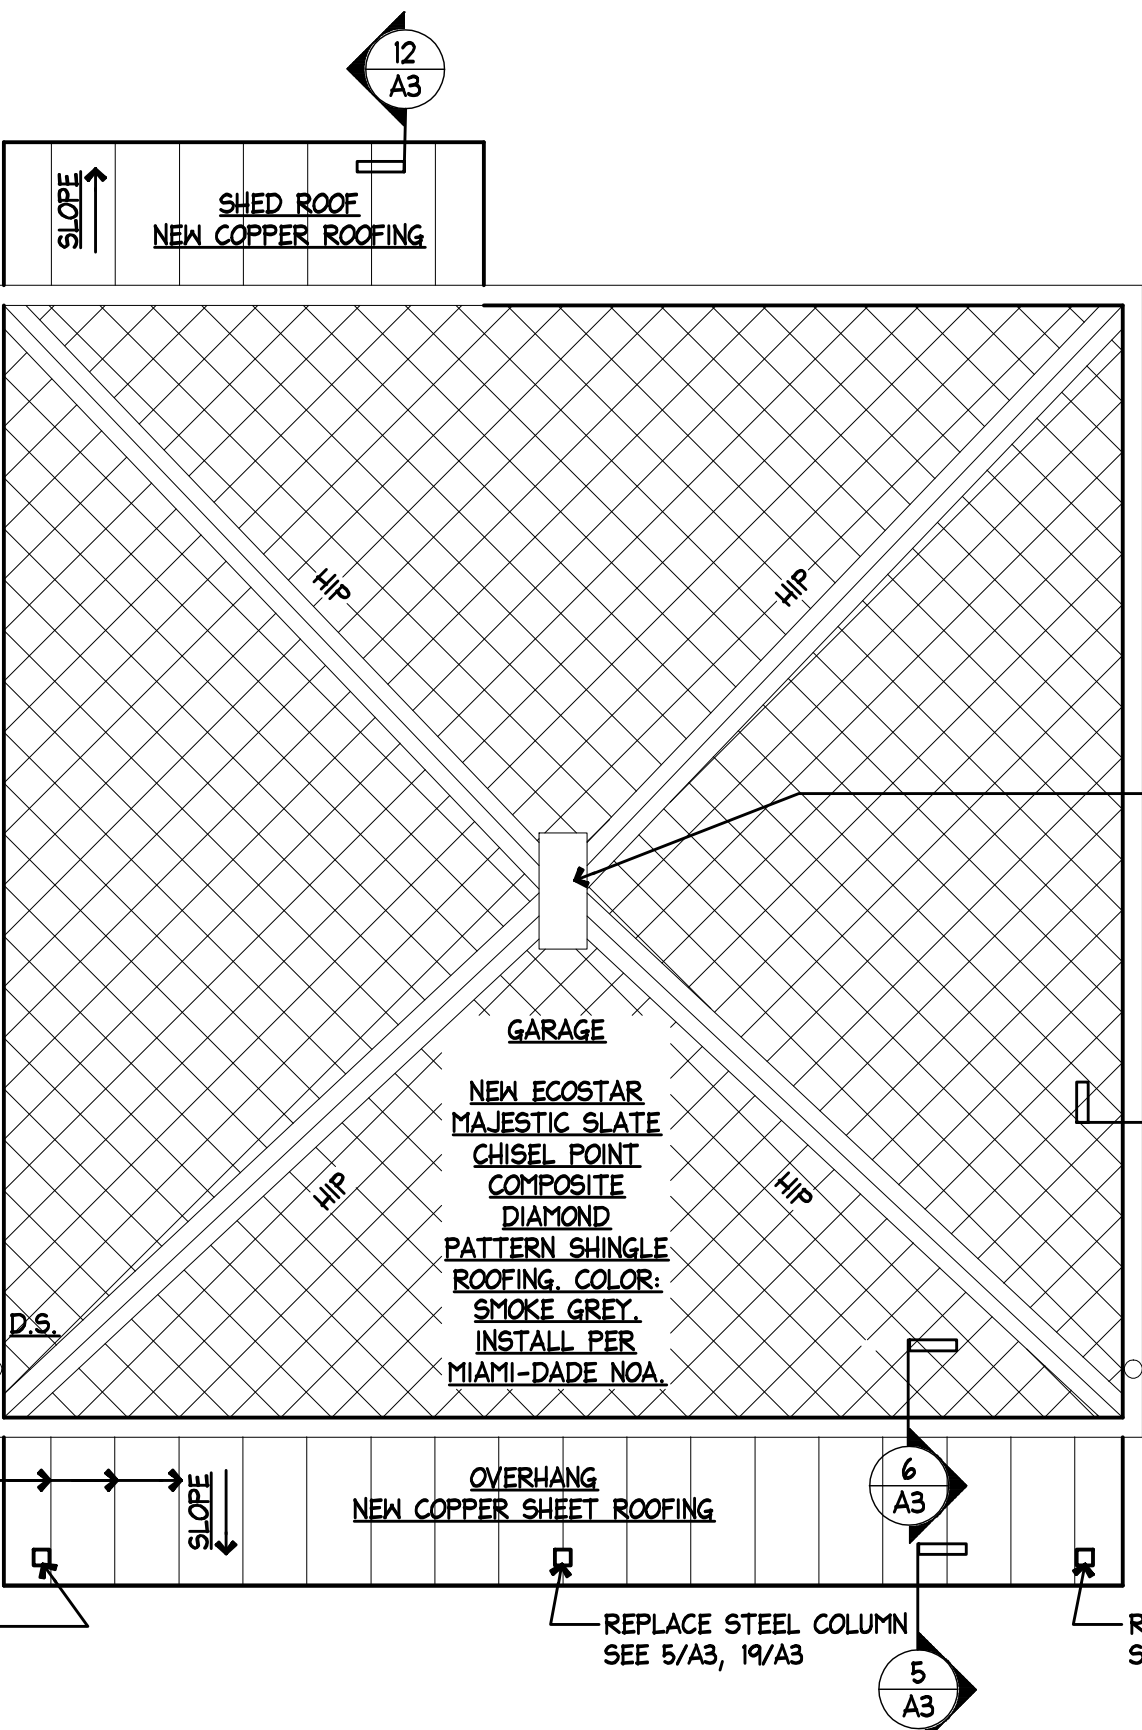 12
A3
SLOPE
SHED ROOF
NEW COPPER ROOFING
HIP
HIP
GARAGE
NEW ECOSTAR
MAJESTIC SLATE
CHISEL POINT
COMPOSITE
DIAMOND
PATTERN SHINGLE
ROOFING. COLOR:
SMOKE GREY.
INSTALL PER
MIAMI-DADE NOA.
HIP
HIP
D.S.
SLOPE
OVERHANG
NEW COPPER SHEET ROOFING
6
A3
REPLACE STEEL COLUMN
SEE 5/A3, 19/A3
5
A3
R
S